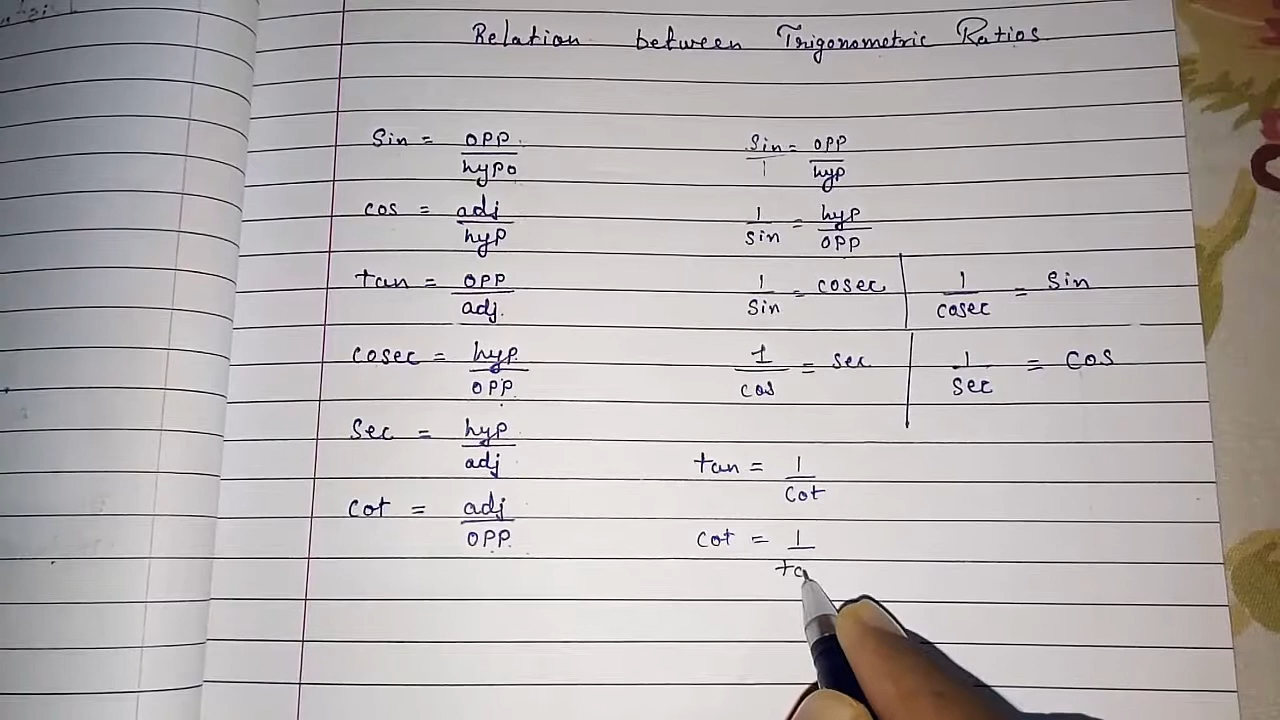 Relation between Trigonometric Ratios
Sin = opp. / hypo
cos = adj / hyp
tan = opp / adj.
cosec = hyp. / opp.
Sec = hyp / adj
Cot = adj / opp.
Sin / 1 = opp / hyp
1 / sin = hyp / opp
1 / Sin = cosec | 1 / cosec = Sin
1 / cos = sec | 1 / sec = cos
tan = 1 / Cot
cot = 1 / ta